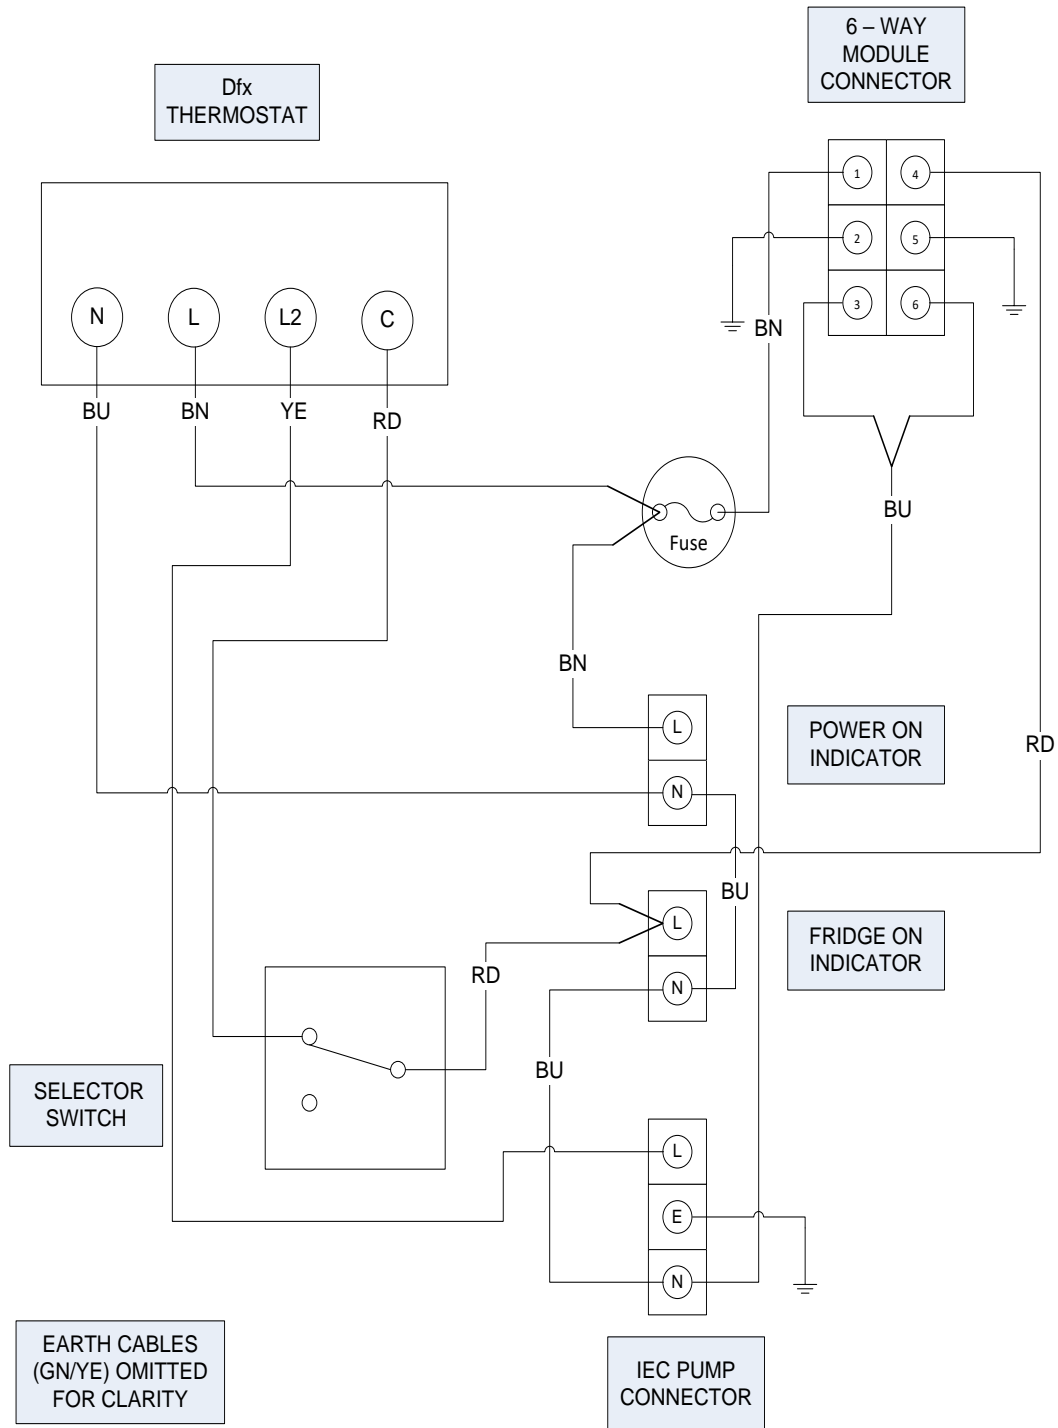 6 – WAY
MODULE
CONNECTOR
Dfx
THERMOSTAT
1
4
2
5
3
6
N
L
L2
C
BN
BU
BN
YE
RD
BU
Fuse
BN
L
POWER ON
INDICATOR
RD
N
BU
L
FRIDGE ON
INDICATOR
RD
N
BU
SELECTOR
SWITCH
L
E
N
EARTH CABLES
(GN/YE) OMITTED
FOR CLARITY
IEC PUMP
CONNECTOR